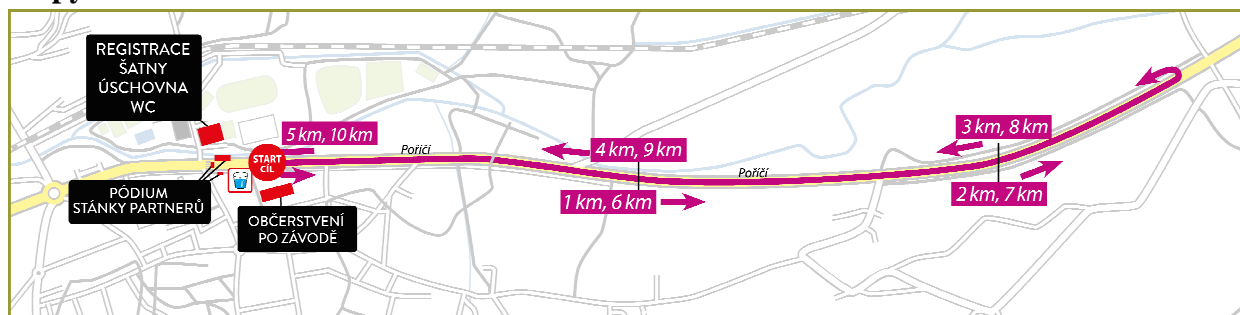 REGISTRACE
ŠATNY
ÚSCHOVNA
WC
5 km, 10 km
START
CÍL
PÓDIUM
STÁNKY PARTNERŮ
OBČERSTVENÍ
PO ZÁVODĚ
Poříčí
4 km, 9 km
1 km, 6 km
Poříčí
3 km, 8 km
2 km, 7 km